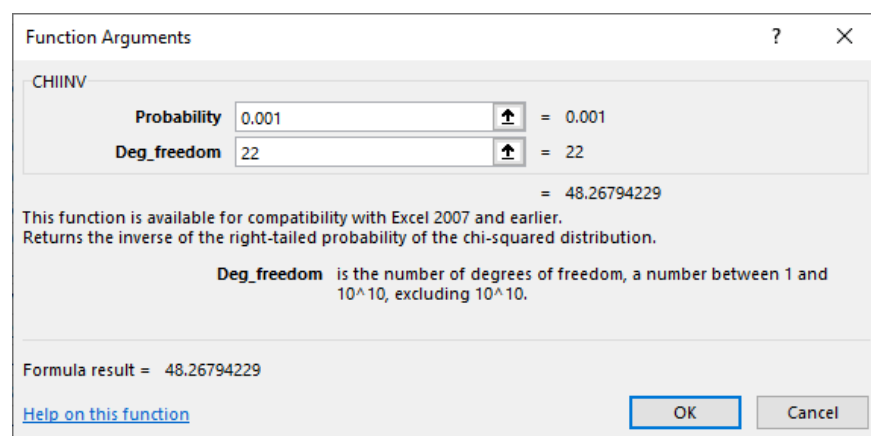 Function Arguments ? ×
CHIINV
Probability 0.001 = 0.001
Deg_freedom 22 = 22
= 48.26794229
This function is available for compatibility with Excel 2007 and earlier.
Returns the inverse of the right-tailed probability of the chi-squared distribution.
Deg_freedom is the number of degrees of freedom, a number between 1 and
10^10, excluding 10^10.
Formula result = 48.26794229
Help on this function OK Cancel